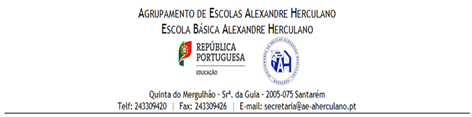 AGRUPAMENTO DE ESCOLAS ALEXANDRE HERCULANO
ESCOLA BÁSICA ALEXANDRE HERCULANO
REPÚBLICA
PORTUGUESA
EDUCAÇÃO
AH
Quinta do Mergulhão - Srª. da Guia - 2005-075 Santarém
Telf: 243309420 | Fax: 243309426 | E-mail: secretaria@ae-aherculano.pt